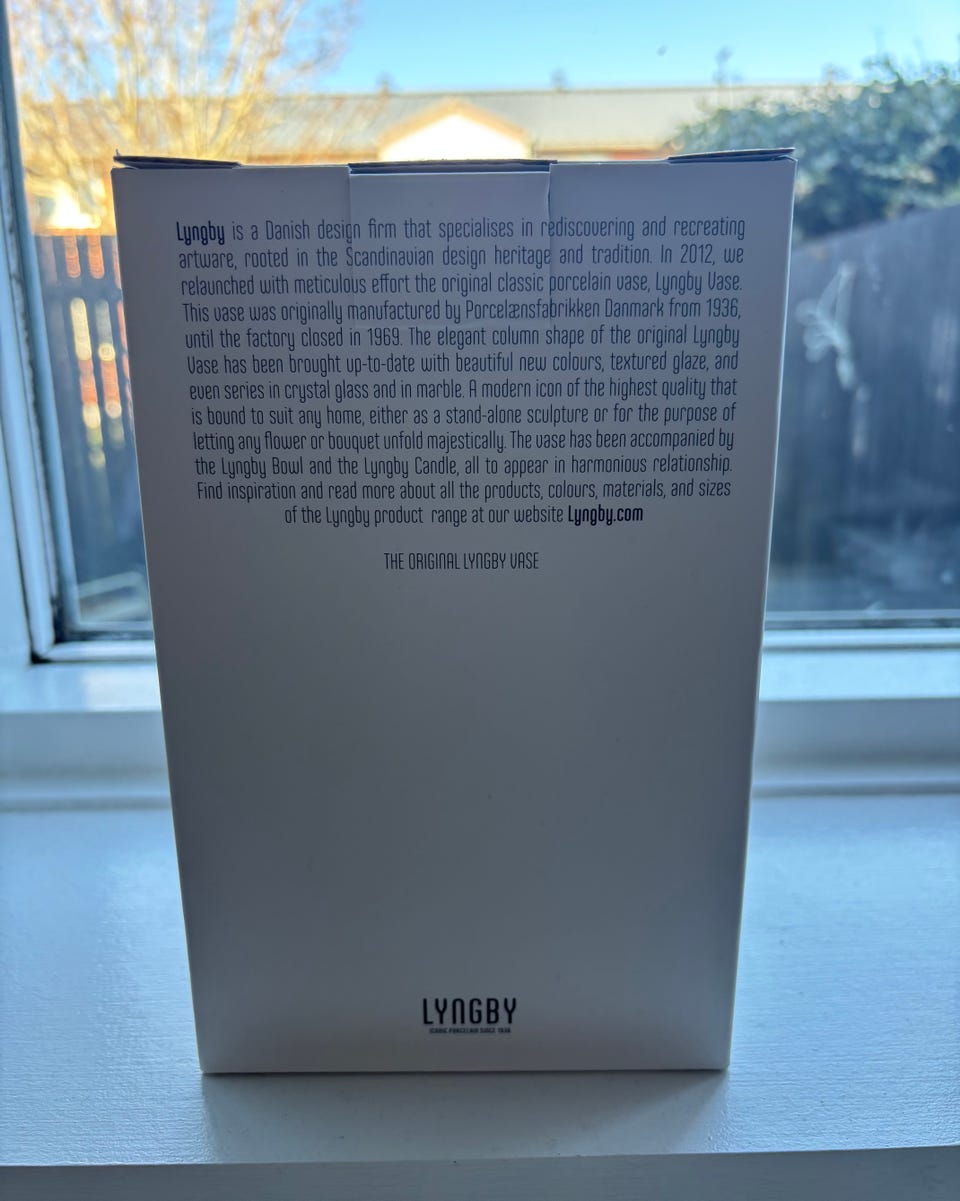 Lyngby is a Danish design firm that specialises in rediscovering and recreating
artware, rooted in the Scandinavian design heritage and tradition. In 2012, we
relaunched with meticulous effort the original classic porcelain vase, Lyngby Vase.
This vase was originally manufactured by Porcelænsfabrikken Danmark from 1936,
until the factory closed in 1969. The elegant column shape of the original Lyngby
Vase has been brought up-to-date with beautiful new colours, textured glaze, and
even series in crystal glass and in marble. A modern icon of the highest quality that
is bound to suit any home, either as a stand-alone sculpture or for the purpose of
letting any flower or bouquet unfold majestically. The vase has been accompanied by
the Lyngby Bowl and the Lyngby Candle, all to appear in harmonious relationship.
Find inspiration and read more about all the products, colours, materials, and sizes
of the Lyngby product range at our website Lyngby.com
THE ORIGINAL LYNGBY VASE
LYNGBY
ICONIC PORCELAIN SINCE 1936